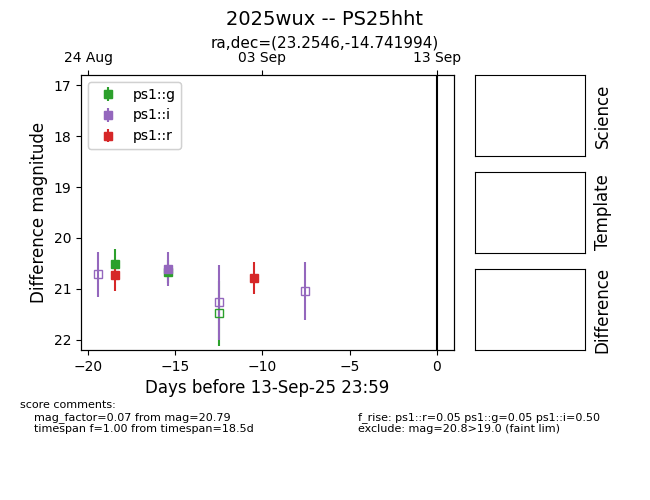 2025wux -- PS25hht
ra,dec=(23.2546,-14.741994)
24 Aug
03 Sep
13 Sep
17
18
19
20
21
22
Difference magnitude
ps1::g
ps1::i
ps1::r
−20
−15
−10
−5
0
Days before 13-Sep-25 23:59
Science
Template
Difference
score comments:
mag_factor=0.07 from mag=20.79
timespan f=1.00 from timespan=18.5d
f_rise: ps1::r=0.05 ps1::g=0.05 ps1::i=0.50
exclude: mag=20.8>19.0 (faint lim)